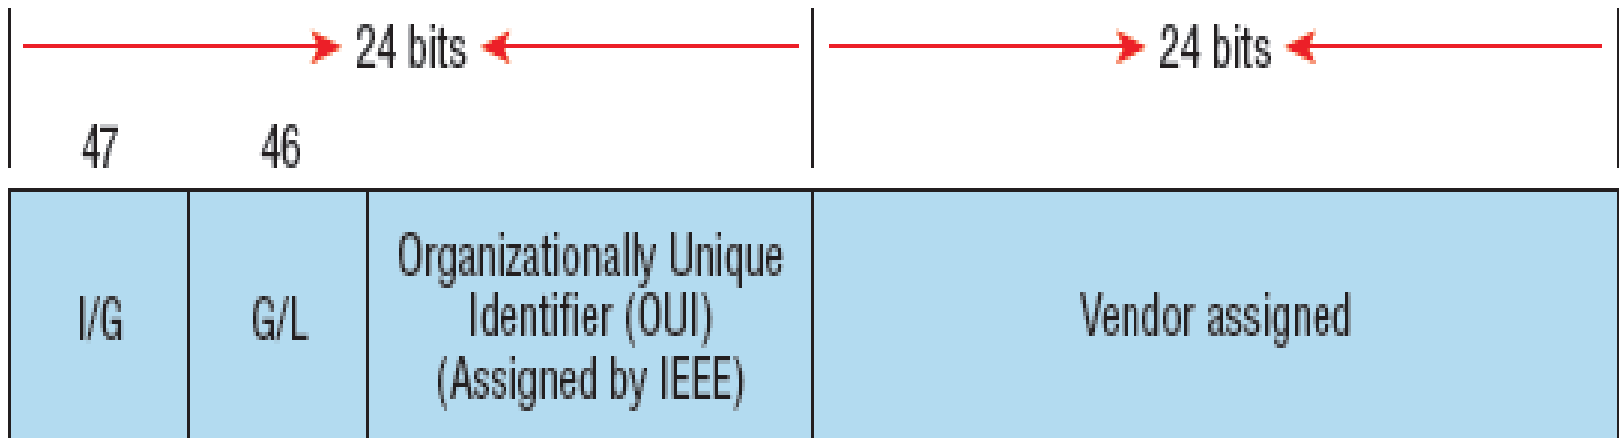 24 bits 24 bits
47 46
I/G G/L Organizationally Unique
Identifier (OUI)
(Assigned by IEEE) Vendor assigned